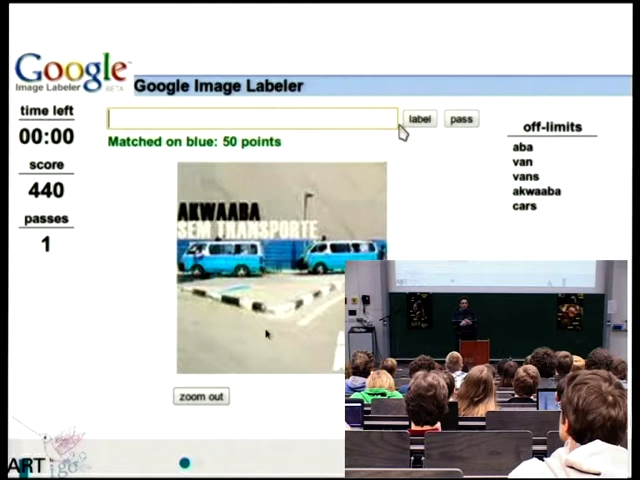 Google™
Image Labeler BETA
Google Image Labeler
time left
00:00
score
440
passes
1
label
pass
Matched on blue: 50 points
off-limits
aba
van
vans
akwaaba
cars
AKWAABA
SEM TRANSPORTE
zoom out
ART